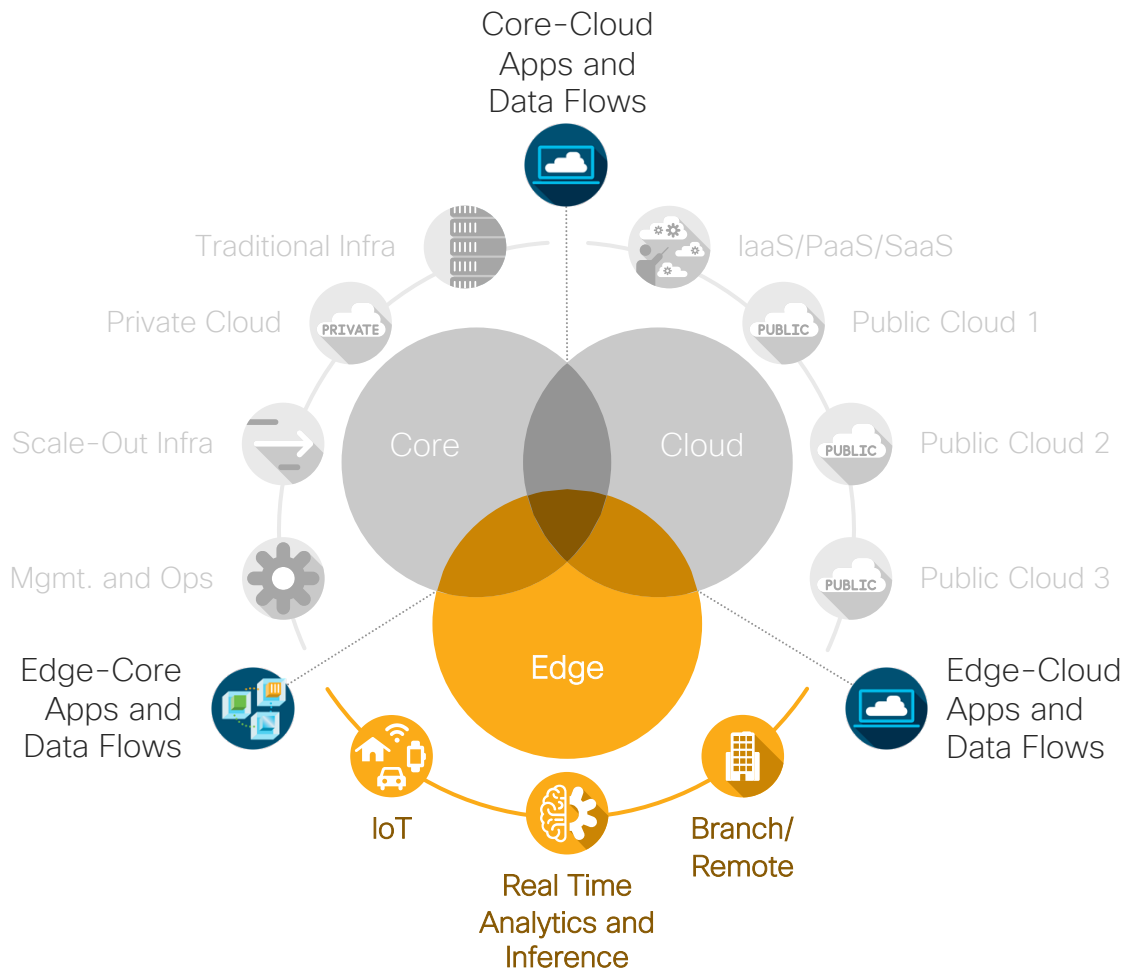 Core-Cloud
Apps and
Data Flows
Traditional Infra
IaaS/PaaS/SaaS
Private Cloud
PRIVATE
PUBLIC
Public Cloud 1
Core
Cloud
Scale-Out Infra
PUBLIC
Public Cloud 2
Mgmt. and Ops
PUBLIC
Public Cloud 3
Edge
Edge-Core
Apps and
Data Flows
Edge-Cloud
Apps and
Data Flows
IoT
Real Time
Analytics and
Inference
Branch/
Remote